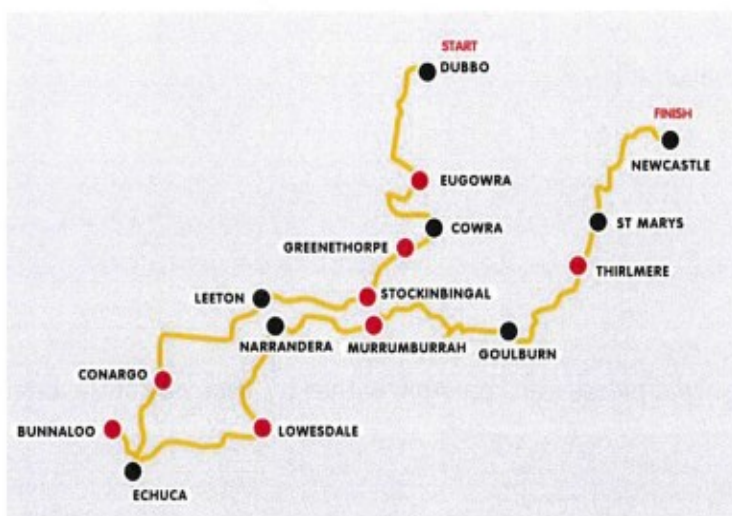 START
DUBBO
FINISH
NEWCASTLE
EUGOWRA
COWRA
ST MARYS
GREENETHORPE
THIRLMERE
LEETON
STOCKINBINGAL
NARRANDERA
MURRUMBURRAH
GOULBURN
CONARGO
BUNNALOO
LOWESDALE
ECHUCA